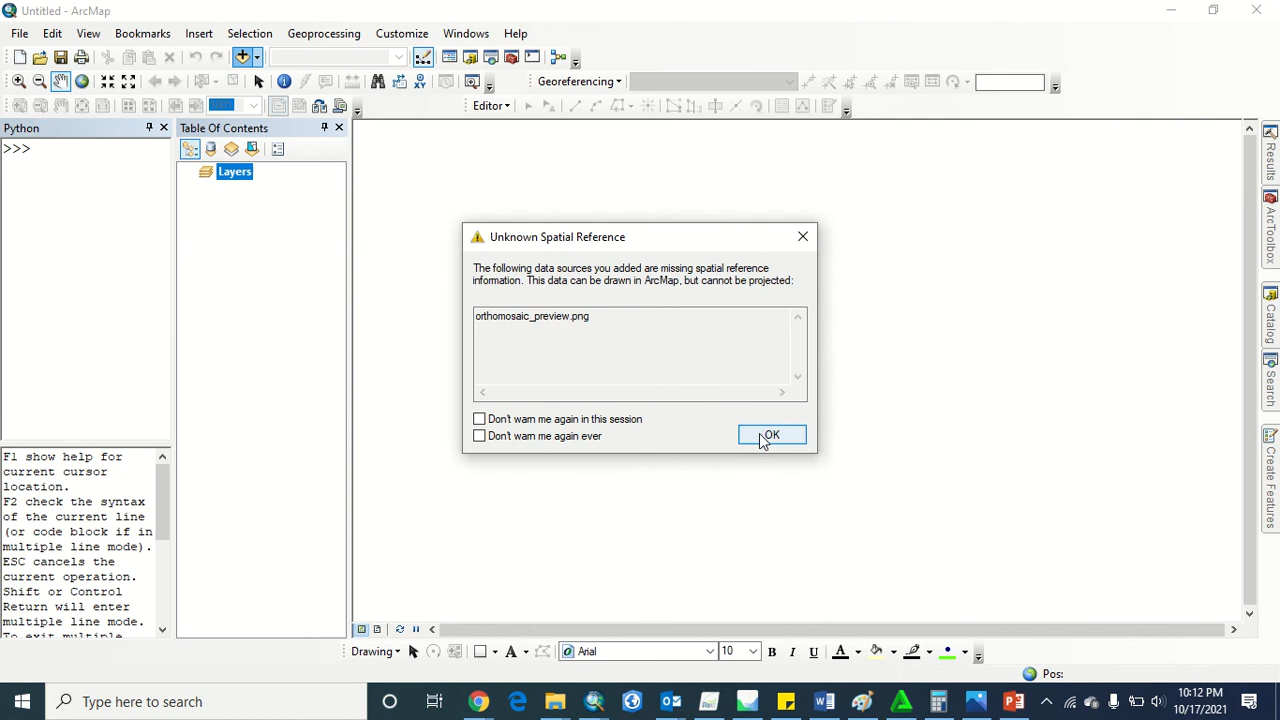 Untitled - ArcMap
File Edit View Bookmarks Insert Selection Geoprocessing Customize Windows Help
Georeferencing
Editor
Python
Table Of Contents
>>>
Layers
Unknown Spatial Reference
The following data sources you added are missing spatial reference
information. This data can be drawn in ArcMap, but cannot be projected:
orthomosaic_preview.png
Don't warn me again in this session
Don't warn me again ever
OK
Results
ArcToolbox
Catalog
Search
Create Features
F1 show help for
current cursor
location.
F2 check the syntax
of the current line
(or code block if in
multiple line mode).
ESC cancels the
current operation.
Shift or Control
Return will enter
multiple line mode.
To exit multiple
Drawing
Arial
10
B I U A
Pos:
Type here to search
10:12 PM
10/17/2021